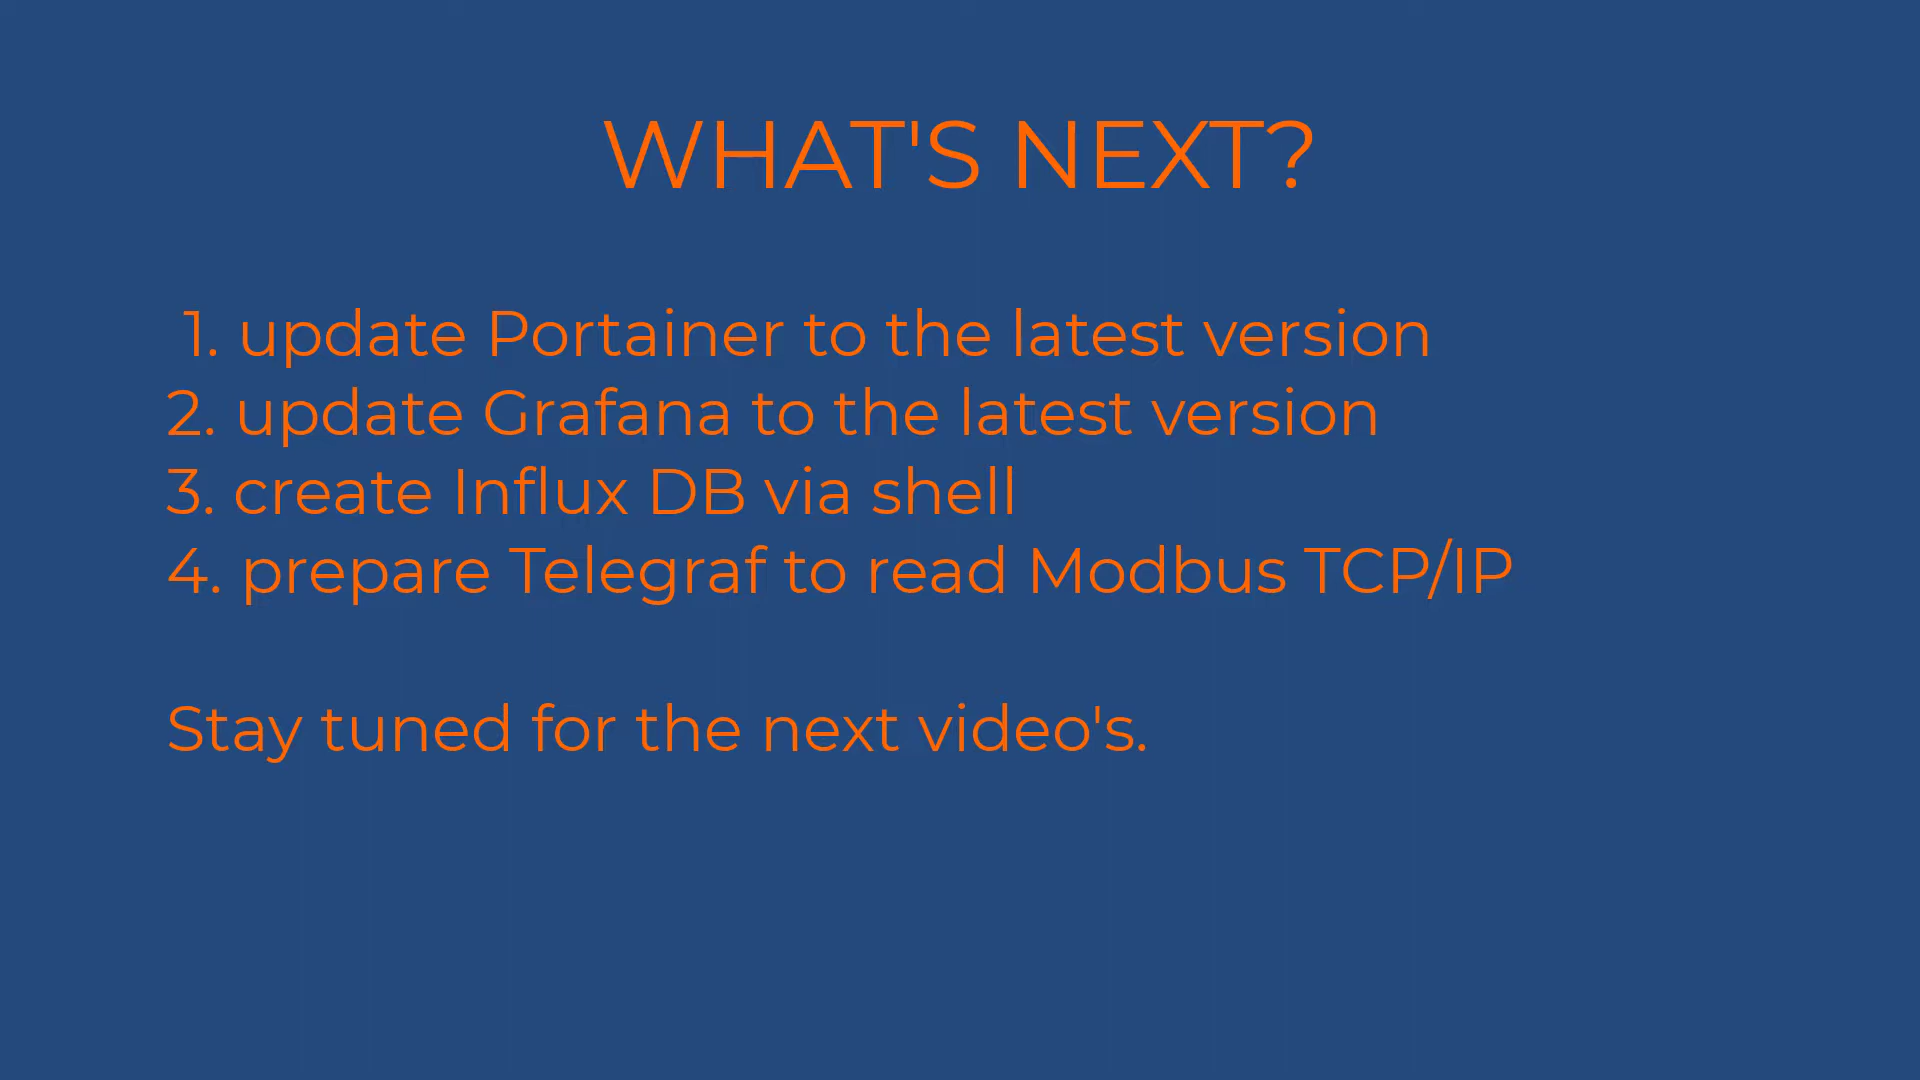 WHAT'S NEXT?
1. update Portainer to the latest version
2. update Grafana to the latest version
3. create Influx DB via shell
4. prepare Telegraf to read Modbus TCP/IP
Stay tuned for the next video's.